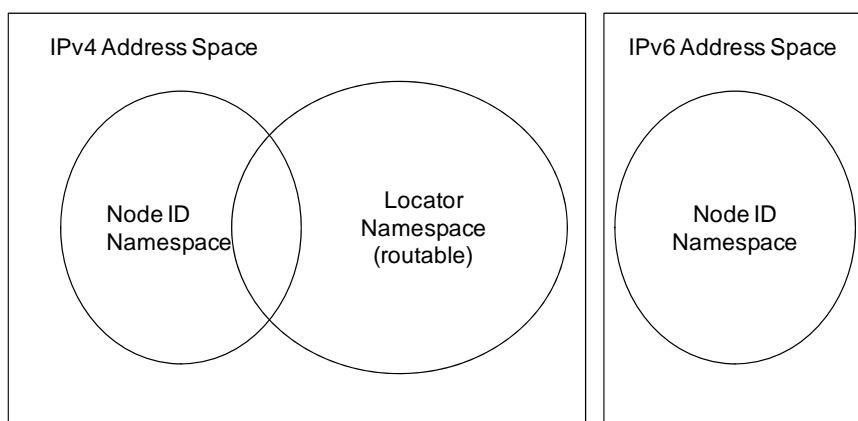 IPv4 Address Space
IPv6 Address Space
Node ID
Namespace
Locator
Namespace
(routable)
Node ID
Namespace